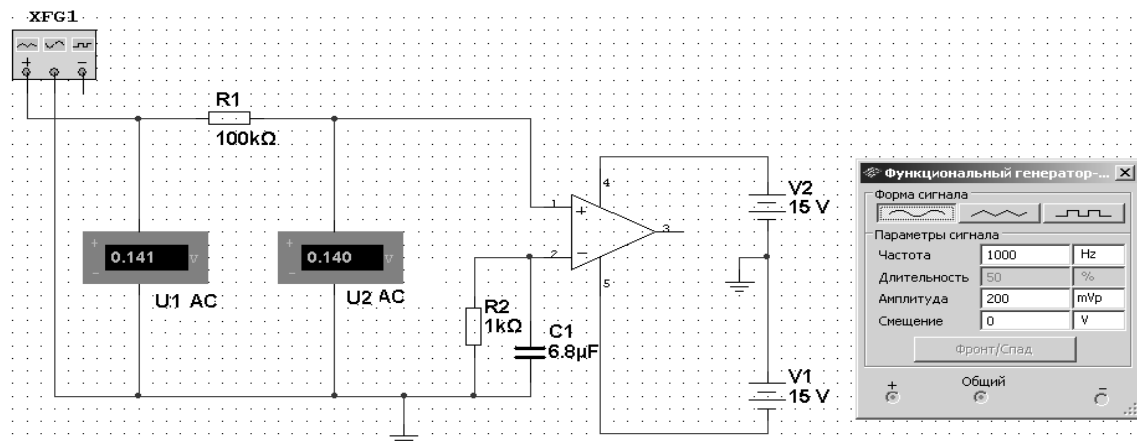 XFG1
+ −
R1
100kΩ
+
0.141 V
−
U1 AC
+
0.140 V
−
U2 AC
R2
1kΩ
C1
6.8µF
1
+
2
−
3
4
5
V2
15 V
V1
15 V
Функциональный генератор-... X
Форма сигнала
Параметры сигнала
Частота 1000 Hz
Длительность 50 %
Амплитуда 200 mVp
Смещение 0 V
Фронт/Спад
+ Общий −